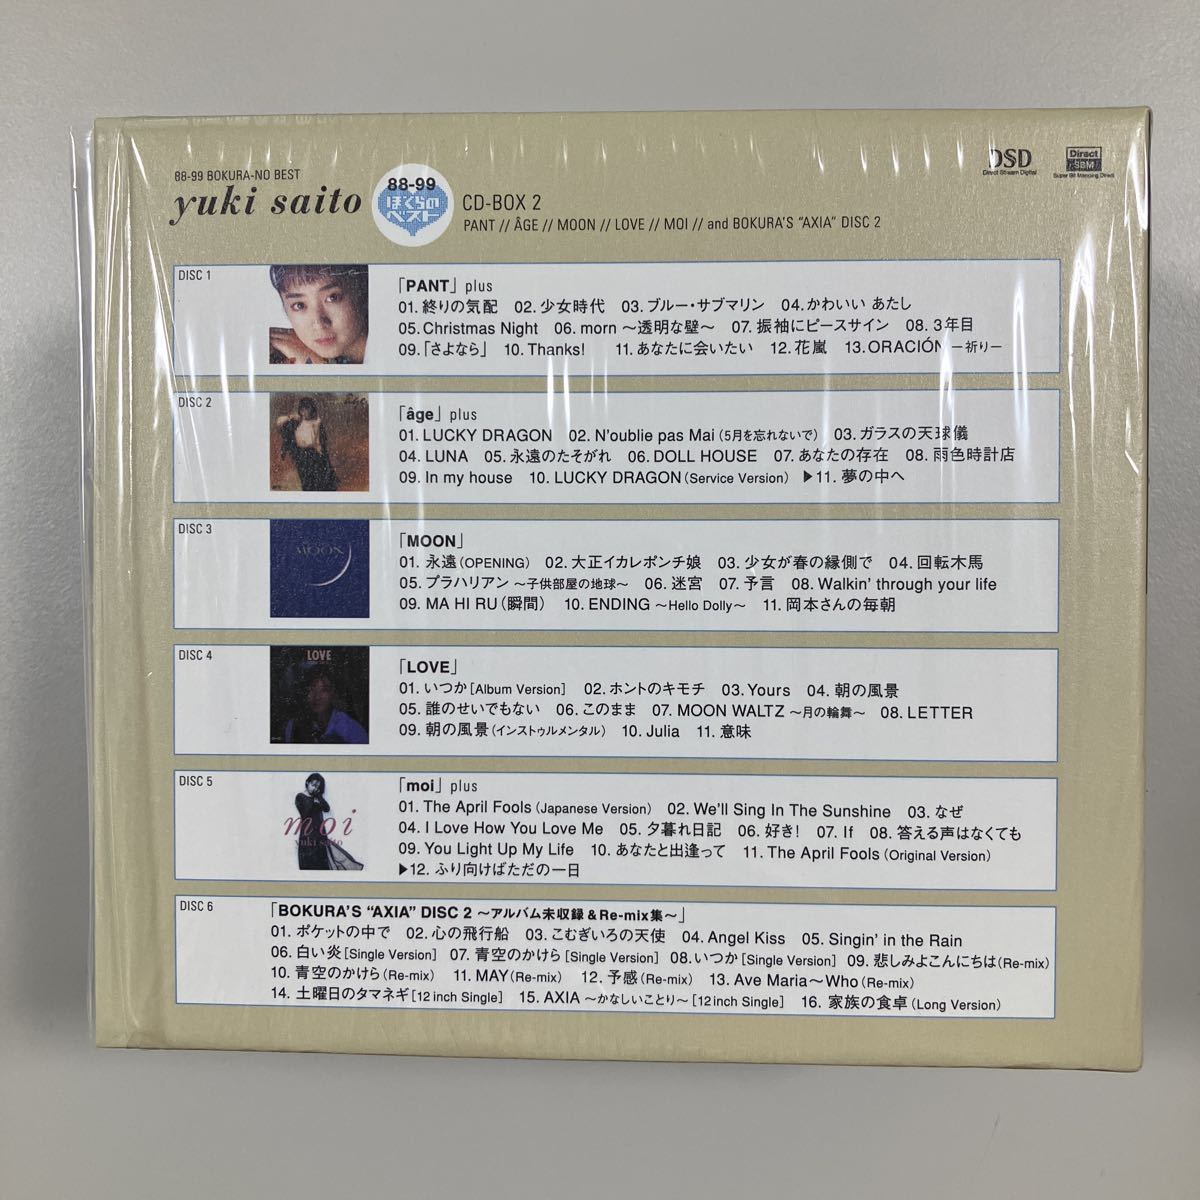 88-99 BOKURA-NO BEST
yuki saito
88-99
ぼくらの
ベスト
CD-BOX 2
PANT // ÂGE // MOON // LOVE // MOI // and BOKURA'S “AXIA” DISC 2
DSD
Direct Stream Digital
Direct
SBM
Super Bit Mapping Direct
DISC 1
「PANT」plus
01. 終りの気配 02. 少女時代 03. ブルー・サブマリン 04. かわいい あたし
05. Christmas Night 06. morn ～透明な壁～ 07. 振袖にピースサイン 08. 3年目
09.「さよなら」 10. Thanks! 11. あなたに会いたい 12. 花嵐 13. ORACIÓN ー祈りー
DISC 2
「âge」plus
01. LUCKY DRAGON 02. N'oublie pas Mai (5月を忘れないで) 03. ガラスの天球儀
04. LUNA 05. 永遠のたそがれ 06. DOLL HOUSE 07. あなたの存在 08. 雨色時計店
09. In my house 10. LUCKY DRAGON (Service Version) ▶11. 夢の中へ
DISC 3
MOON
「MOON」
01. 永遠 (OPENING) 02. 大正イカレポンチ娘 03. 少女が春の縁側で 04. 回転木馬
05. プラハリアン ～子供部屋の地球～ 06. 迷宮 07. 予言 08. Walkin' through your life
09. MA HI RU (瞬間) 10. ENDING ～Hello Dolly～ 11. 岡本さんの毎朝
DISC 4
LOVE
「LOVE」
01. いつか [Album Version] 02. ホントのキモチ 03. Yours 04. 朝の風景
05. 誰のせいでもない 06. このまま 07. MOON WALTZ ～月の輪舞～ 08. LETTER
09. 朝の風景 (インストゥルメンタル) 10. Julia 11. 意味
DISC 5
moi
yuki saito
「moi」plus
01. The April Fools (Japanese Version) 02. We'll Sing In The Sunshine 03. なぜ
04. I Love How You Love Me 05. 夕暮れ日記 06. 好き! 07. If 08. 答える声はなくても
09. You Light Up My Life 10. あなたと出逢って 11. The April Fools (Original Version)
▶12. ふり向けばただの一日
DISC 6
「BOKURA'S “AXIA” DISC 2 ～アルバム未収録＆Re-mix集～」
01. ポケットの中で 02. 心の飛行船 03. こむぎいろの天使 04. Angel Kiss 05. Singin' in the Rain
06. 白い炎 [Single Version] 07. 青空のかけら [Single Version] 08. いつか [Single Version] 09. 悲しみよこんにちは (Re-mix)
10. 青空のかけら (Re-mix) 11. MAY (Re-mix) 12. 予感 (Re-mix) 13. Ave Maria～Who (Re-mix)
14. 土曜日のタマネギ [12 inch Single] 15. AXIA ～かなしいことり～ [12 inch Single] 16. 家族の食卓 (Long Version)